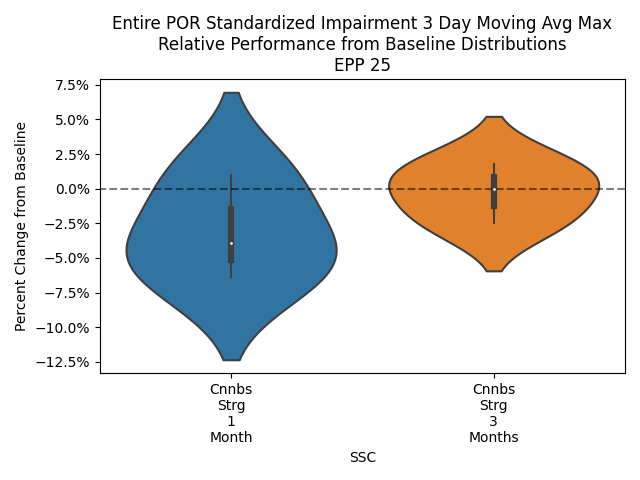 Entire POR Standardized Impairment 3 Day Moving Avg Max
Relative Performance from Baseline Distributions
EPP 25
Percent Change from Baseline
7.5%
5.0%
2.5%
0.0%
−2.5%
−5.0%
−7.5%
−10.0%
−12.5%
Cnnbs
Strg
1
Month
Cnnbs
Strg
3
Months
SSC